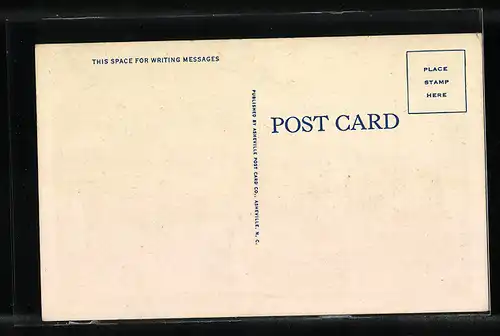 THIS SPACE FOR WRITING MESSAGES
PUBLISHED BY ASHEVILLE POST CARD CO., ASHEVILLE, N. C.
POST CARD
PLACE
STAMP
HERE